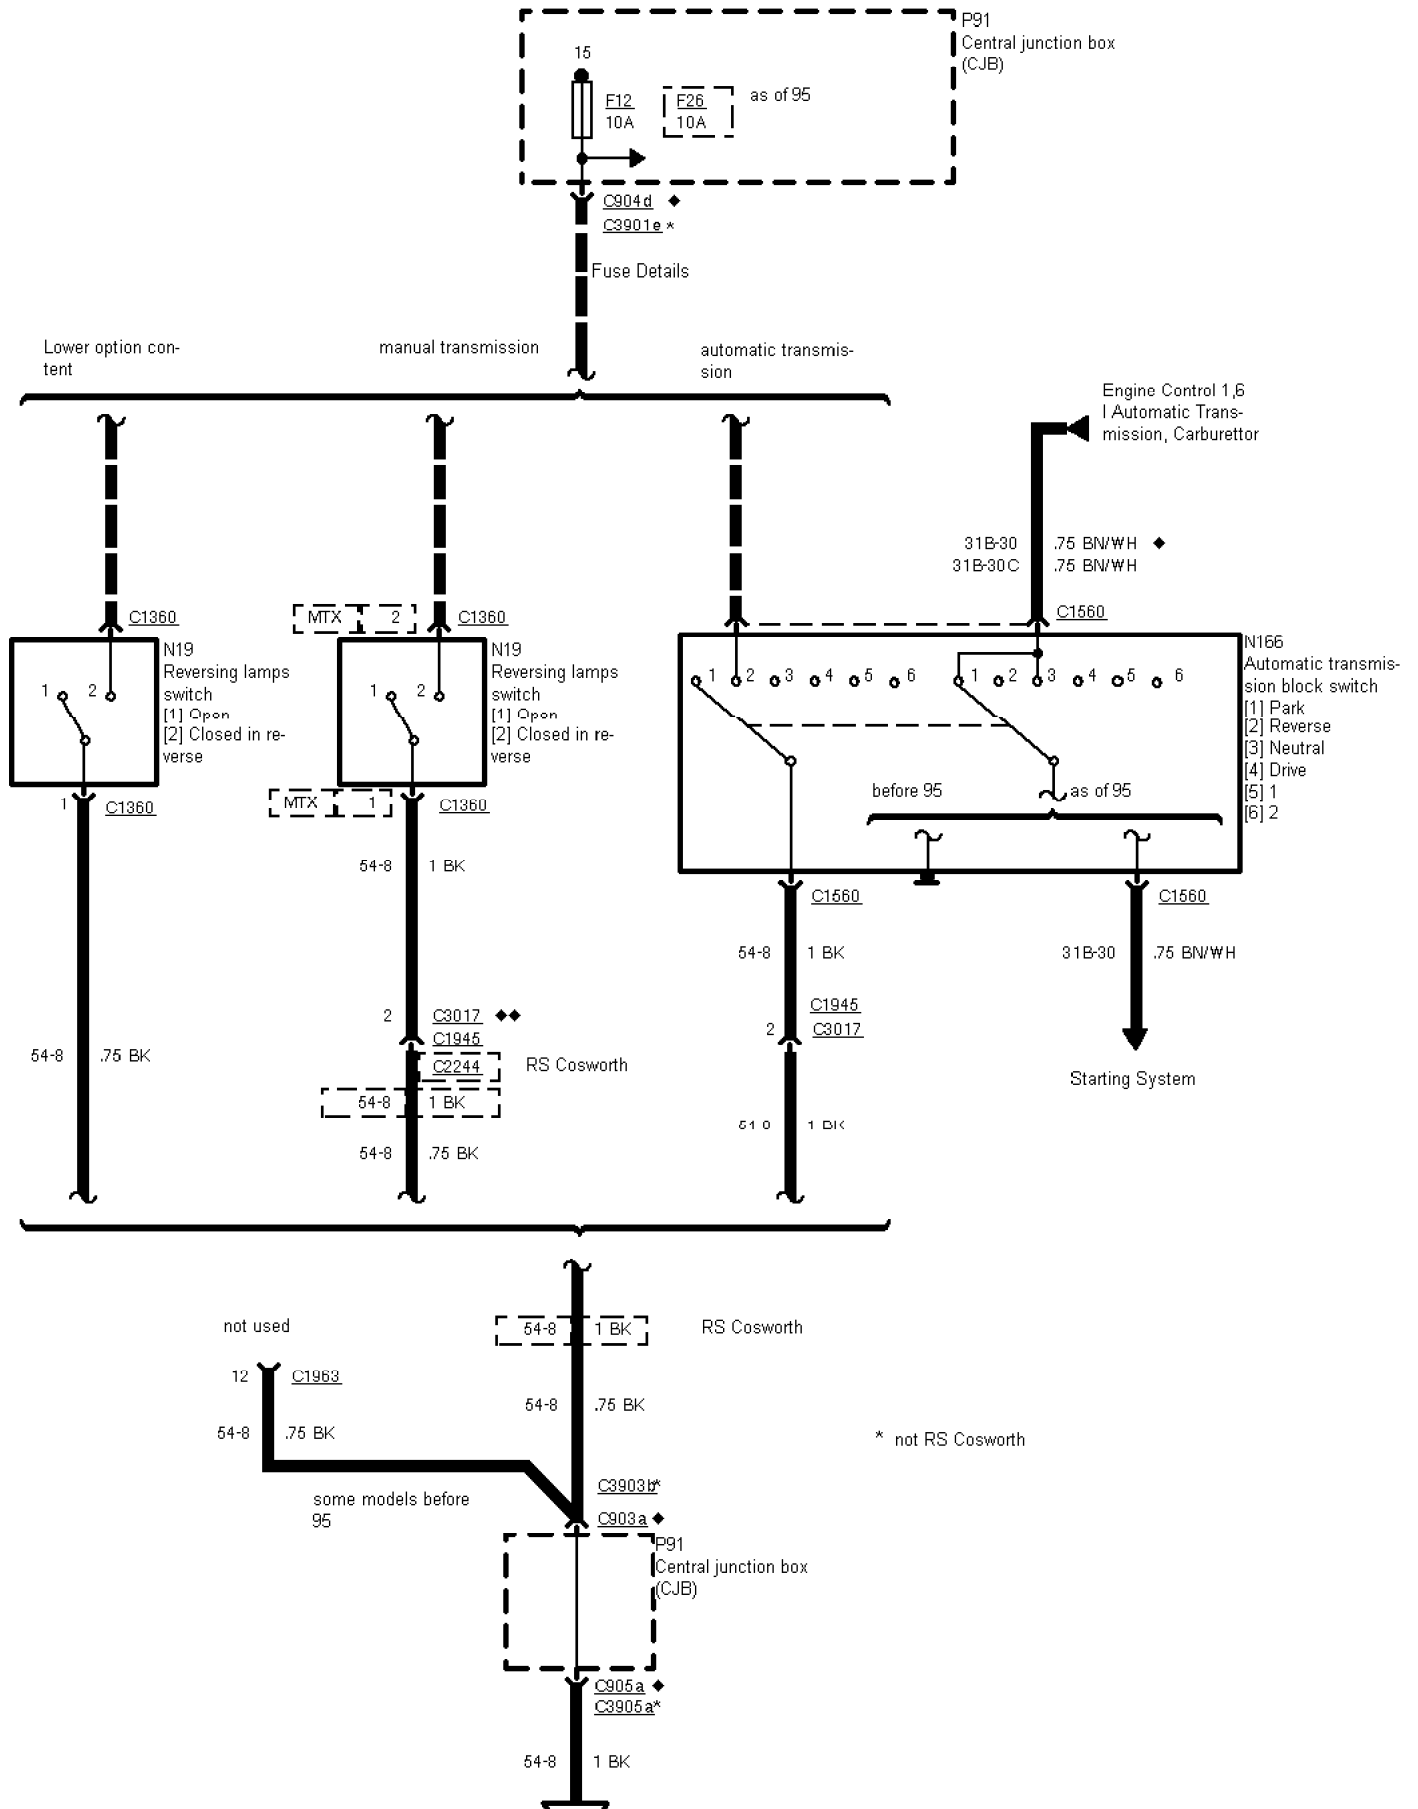 P91
Central junction box
(CJB)
15
F12
10A
F26
10A
as of 95
C904d ◆
C3901e *
Fuse Details
Lower option con-
tent
manual transmission
automatic transmis-
sion
Engine Control 1,6
l Automatic Trans-
mission, Carburettor
31B-30 .75 BN/WH ◆
31B-30C .75 BN/WH
C1360
MTX 2 C1360
C1560
N19
Reversing lamps
switch
[1] Open
[2] Closed in re-
verse
1 2
N19
Reversing lamps
switch
[1] Open
[2] Closed in re-
verse
1 2
N166
Automatic transmis-
sion block switch
[1] Park
[2] Reverse
[3] Neutral
[4] Drive
[5] 1
[6] 2
1 2 3 4 5 6
1 2 3 4 5 6
before 95
as of 95
1 C1360
MTX 1 C1360
54-8 1 BK
C1560
C1560
54-8 1 BK
31B-30 .75 BN/WH
2 C3017 ◆◆
C1945
C2244
RS Cosworth
C1945
2 C3017
54-8 .75 BK
Starting System
54-8 1 BK
54-8 .75 BK
1 BK
54-8 1 BK
RS Cosworth
not used
12 C1963
54-8 .75 BK
54-8 .75 BK
* not RS Cosworth
some models before
95
C3903b*
C903a ◆
P91
Central junction box
(CJB)
C905a ◆
C3905a*
54-8 1 BK